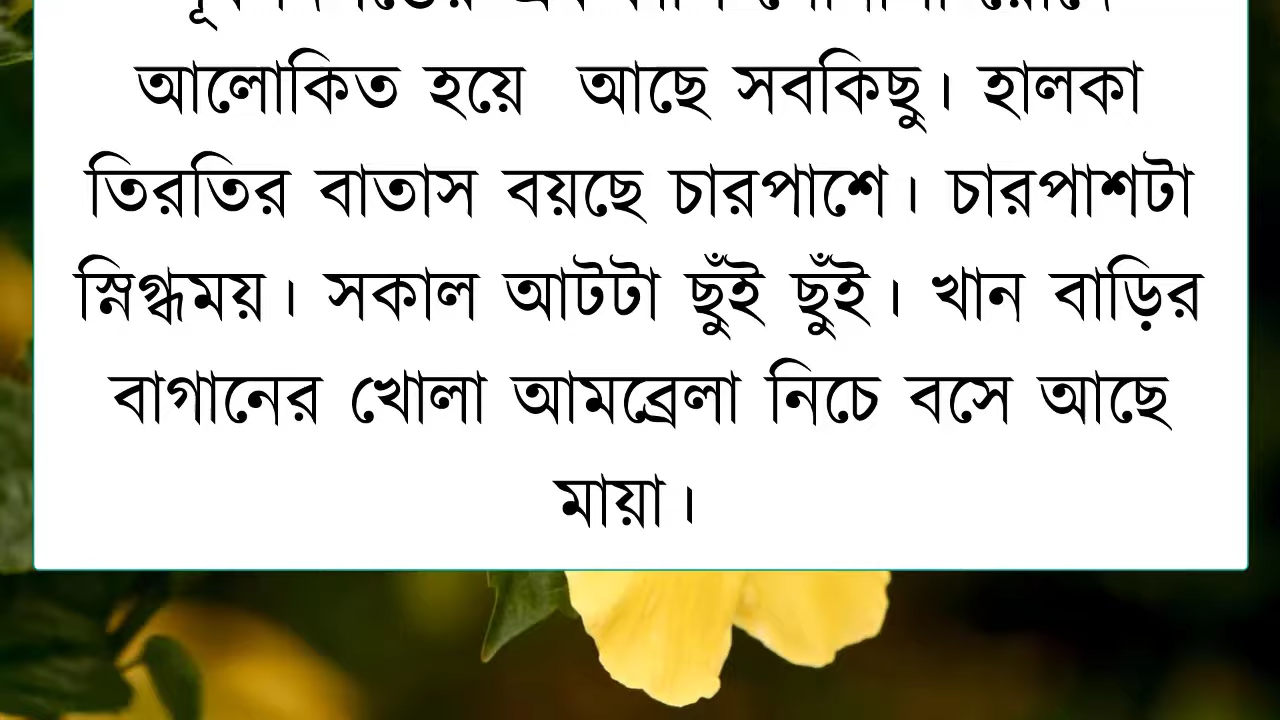 আলোকিত হয়ে আছে সবকিছু। হালকা
তিরতির বাতাস বয়ছে চারপাশে। চারপাশটা
স্নিগ্ধময়। সকাল আটটা ছুঁই ছুঁই। খান বাড়ির
বাগানের খোলা আমব্রেলা নিচে বসে আছে
মায়া।